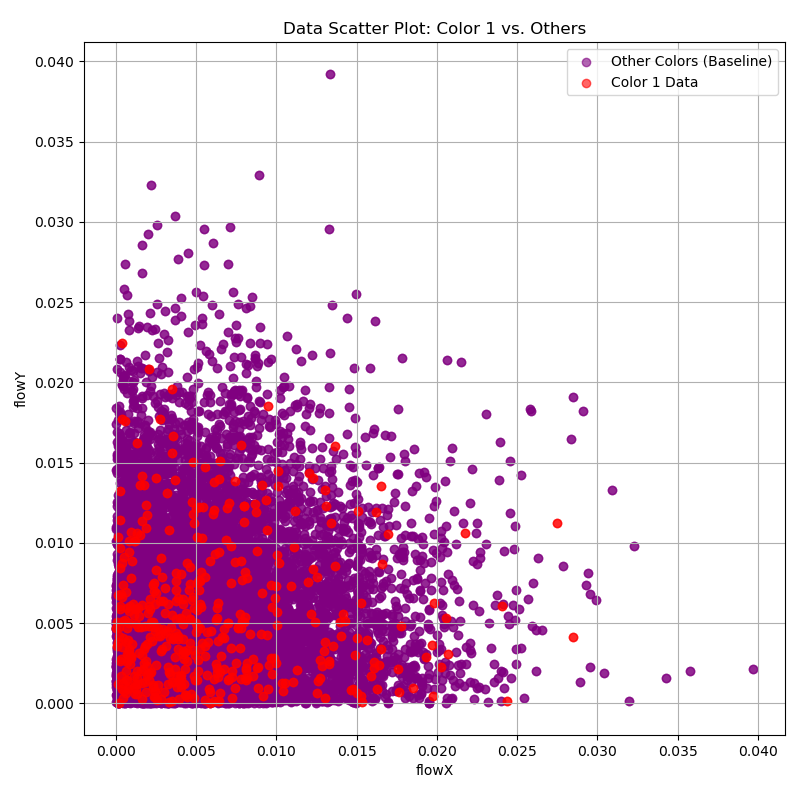 Data Scatter Plot: Color 1 vs. Others
Other Colors (Baseline)
Color 1 Data
0.040
0.035
0.030
0.025
0.020
0.015
0.010
0.005
0.000
flowY
0.000 0.005 0.010 0.015 0.020 0.025 0.030 0.035 0.040
flowX